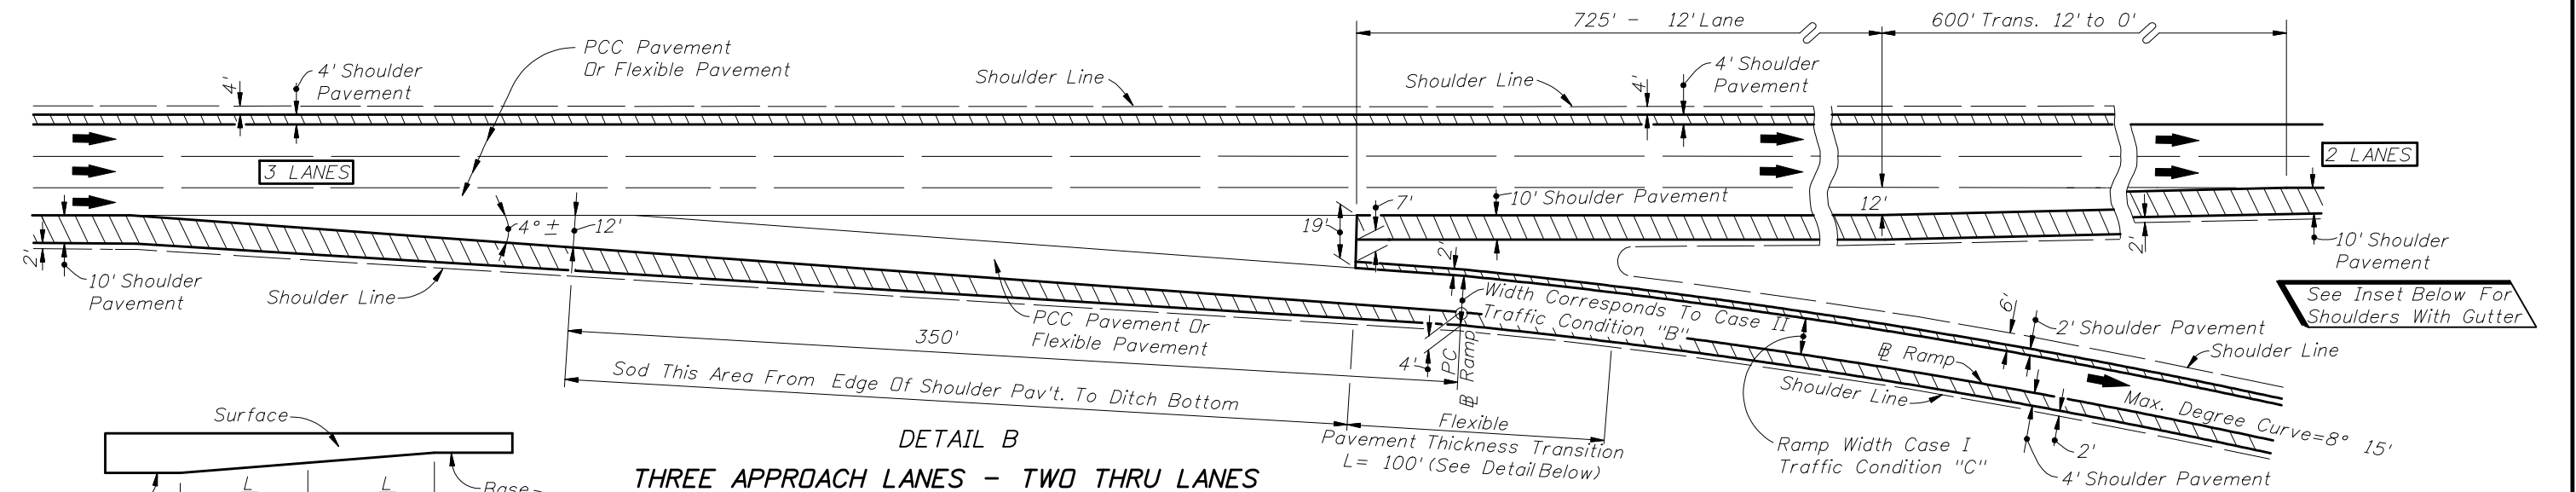 725' - 12' Lane
600' Trans. 12' to 0'
PCC Pavement
Or Flexible Pavement
4' Shoulder
Pavement
4'
Shoulder Line
Shoulder Line
4'
4' Shoulder
Pavement
3 LANES
2 LANES
2'
10' Shoulder
Pavement
Shoulder Line
4° ±
12'
19'
7'
10' Shoulder Pavement
12'
2'
10' Shoulder
Pavement
See Inset Below For
Shoulders With Gutter
2'
Width Corresponds To Case II
Traffic Condition "B"
PCC Pavement Or
Flexible Pavement
350'
4'
PC
BL Ramp
6'
2' Shoulder Pavement
Shoulder Line
BL Ramp
Shoulder Line
Max. Degree Curve=8° 15'
Sod This Area From Edge Of Shoulder Pav't. To Ditch Bottom
Flexible
Pavement Thickness Transition
L= 100' (See Detail Below)
Ramp Width Case I
Traffic Condition "C"
2'
4' Shoulder Pavement
Surface
L
L
Base
DETAIL B
THREE APPROACH LANES - TWO THRU LANES